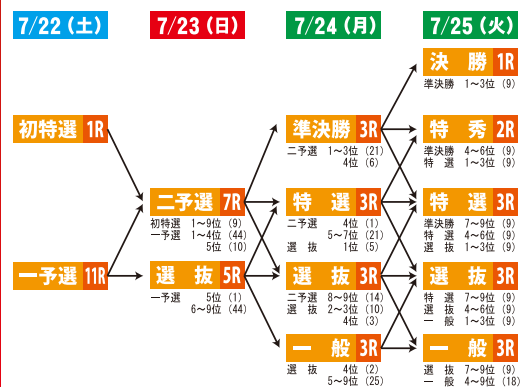 7/22（土）
7/23（日）
7/24（月）
7/25（火）
決　勝 1R
準決勝　1〜3位（9）
初特選 1R
準決勝 3R
二予選　1〜3位（21）
4位（6）
特　秀 2R
準決勝　4〜6位（9）
特　選　1〜3位（9）
二予選 7R
初特選　1〜9位（9）
一予選　1〜4位（44）
5位（10）
特　選 3R
二予選　4位（1）
5〜7位（21）
選　抜　1位（5）
特　選 3R
準決勝　7〜9位（9）
特　選　4〜6位（9）
選　抜　1〜3位（9）
一予選 11R
選　抜 5R
一予選　5位（1）
6〜9位（44）
選　抜 3R
二予選　8〜9位（14）
選　抜　2〜3位（10）
4位（3）
選　抜 3R
特　選　7〜9位（9）
選　抜　4〜6位（9）
一　般　1〜3位（9）
一　般 3R
選　抜　4位（2）
5〜9位（25）
一　般 3R
選　抜　7〜9位（9）
一　般　4〜9位（18）